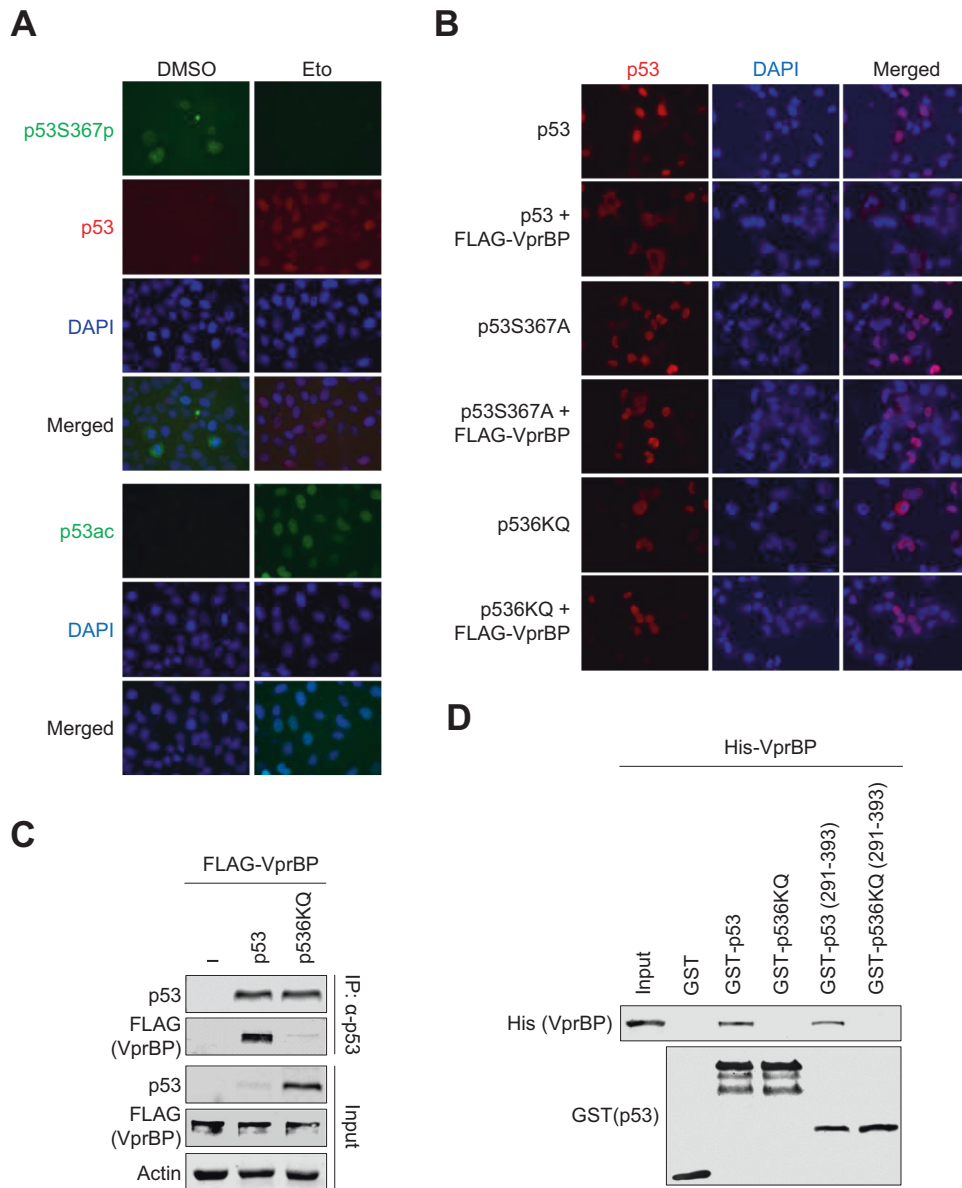 A
DMSO Eto
p53S367p
p53
DAPI
Merged
p53ac
DAPI
Merged
B
p53 DAPI Merged
p53
p53 +
FLAG-VprBP
p53S367A
p53S367A +
FLAG-VprBP
p536KQ
p536KQ +
FLAG-VprBP
C
FLAG-VprBP
–
p53
p536KQ
p53
FLAG
(VprBP)
IP: α-p53
p53
FLAG
(VprBP)
Actin
Input
D
His-VprBP
Input
GST
GST-p53
GST-p536KQ
GST-p53 (291-393)
GST-p536KQ (291-393)
His (VprBP)
GST(p53)